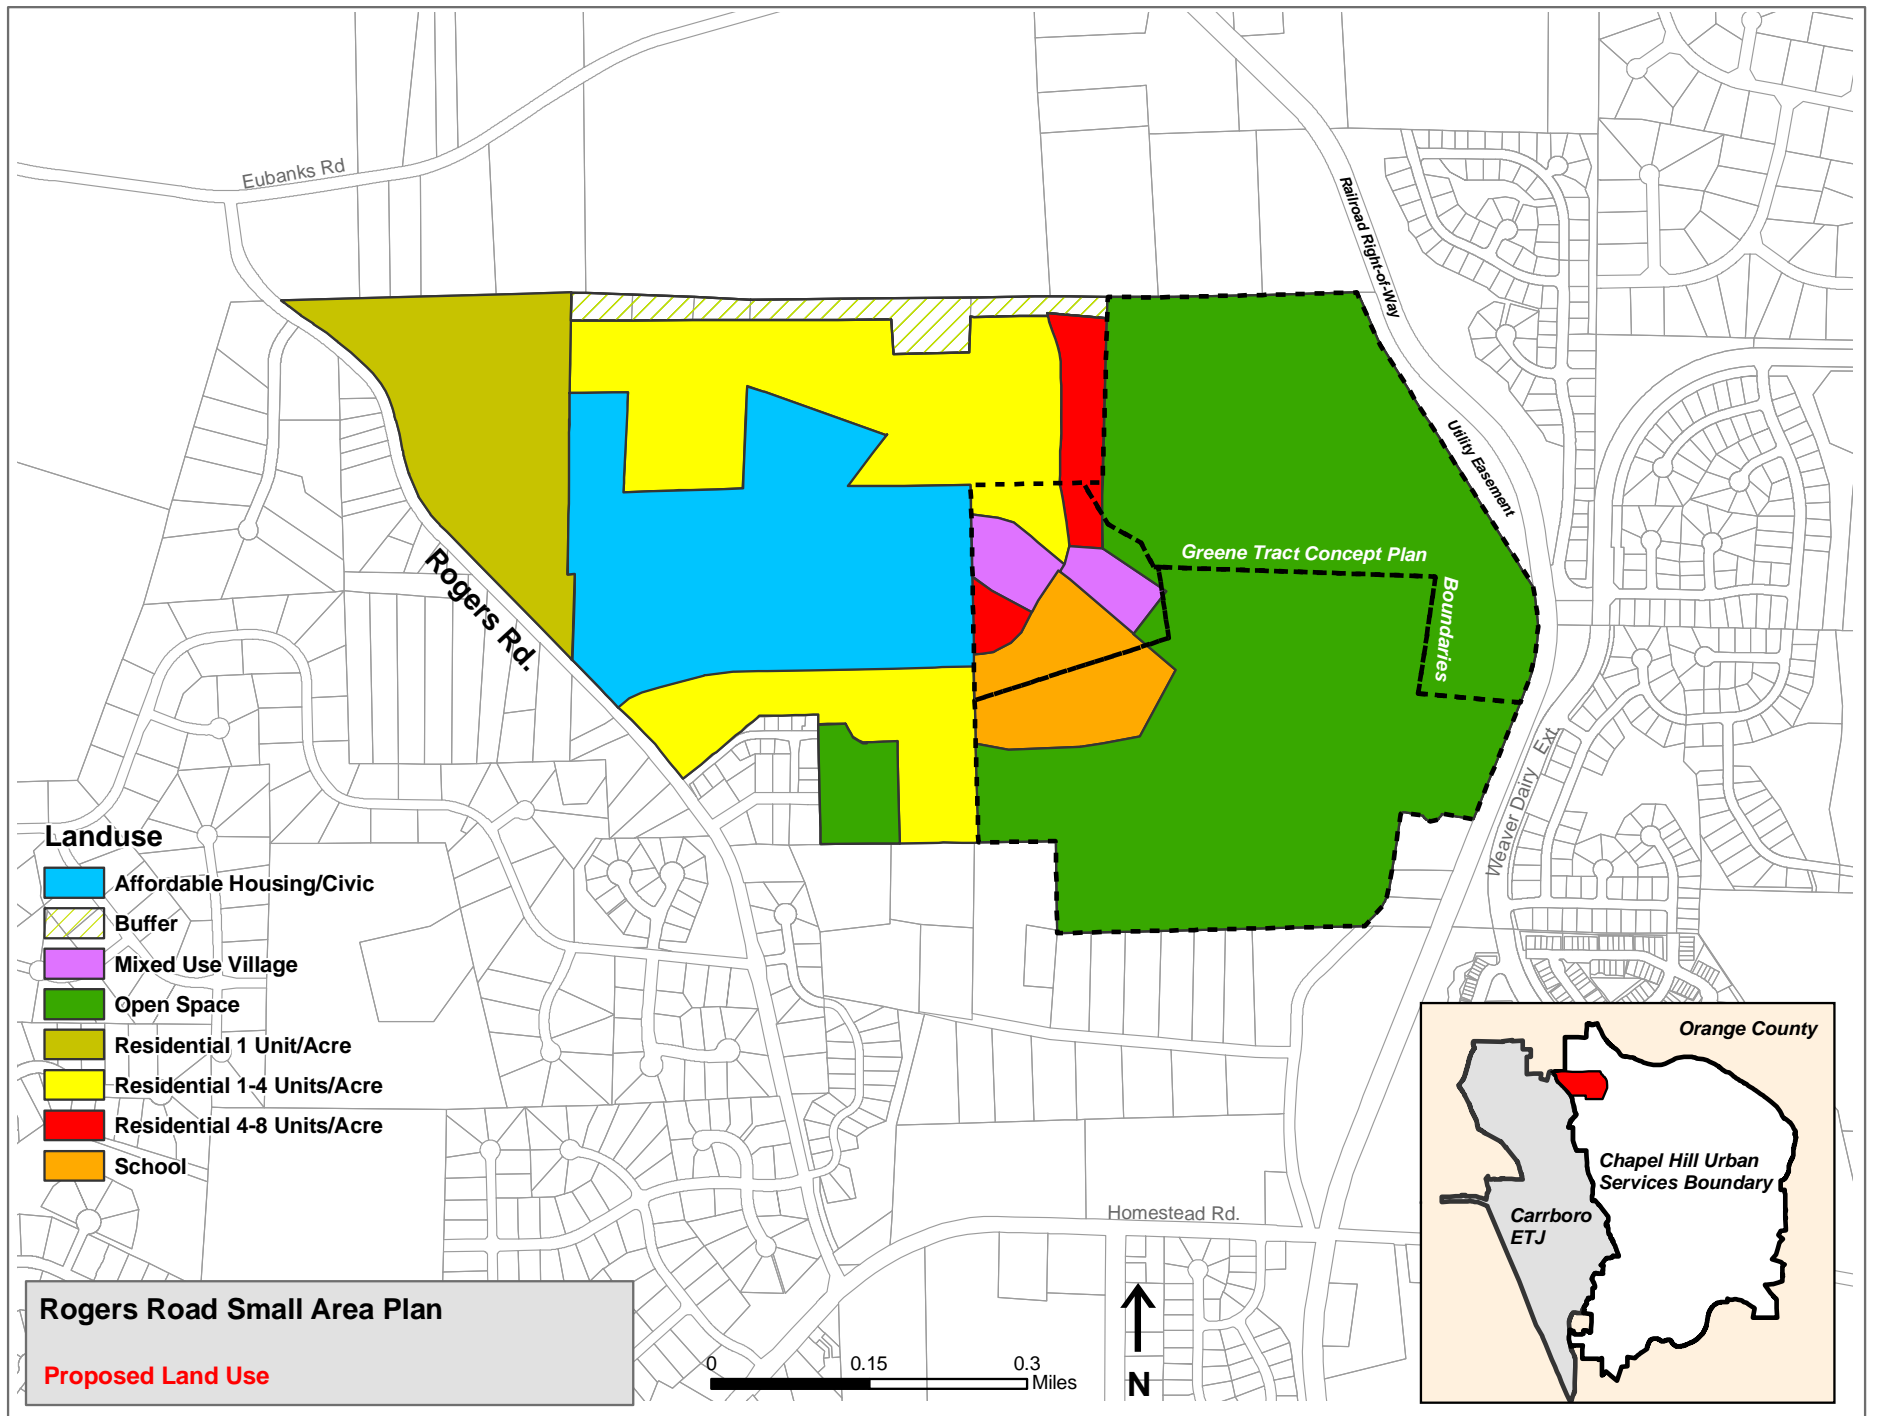 Eubanks Rd
Railroad Right-of-Way
Utility Easement
Greene Tract Concept Plan
Boundaries
Rogers Rd.
Weaver Dairy Ext.
Landuse
Affordable Housing/Civic
Buffer
Mixed Use Village
Open Space
Residential 1 Unit/Acre
Residential 1-4 Units/Acre
Residential 4-8 Units/Acre
School
Homestead Rd.
Orange County
Chapel Hill Urban
Services Boundary
Carrboro
ETJ
Rogers Road Small Area Plan
Proposed Land Use
0 0.15 0.3
Miles
N